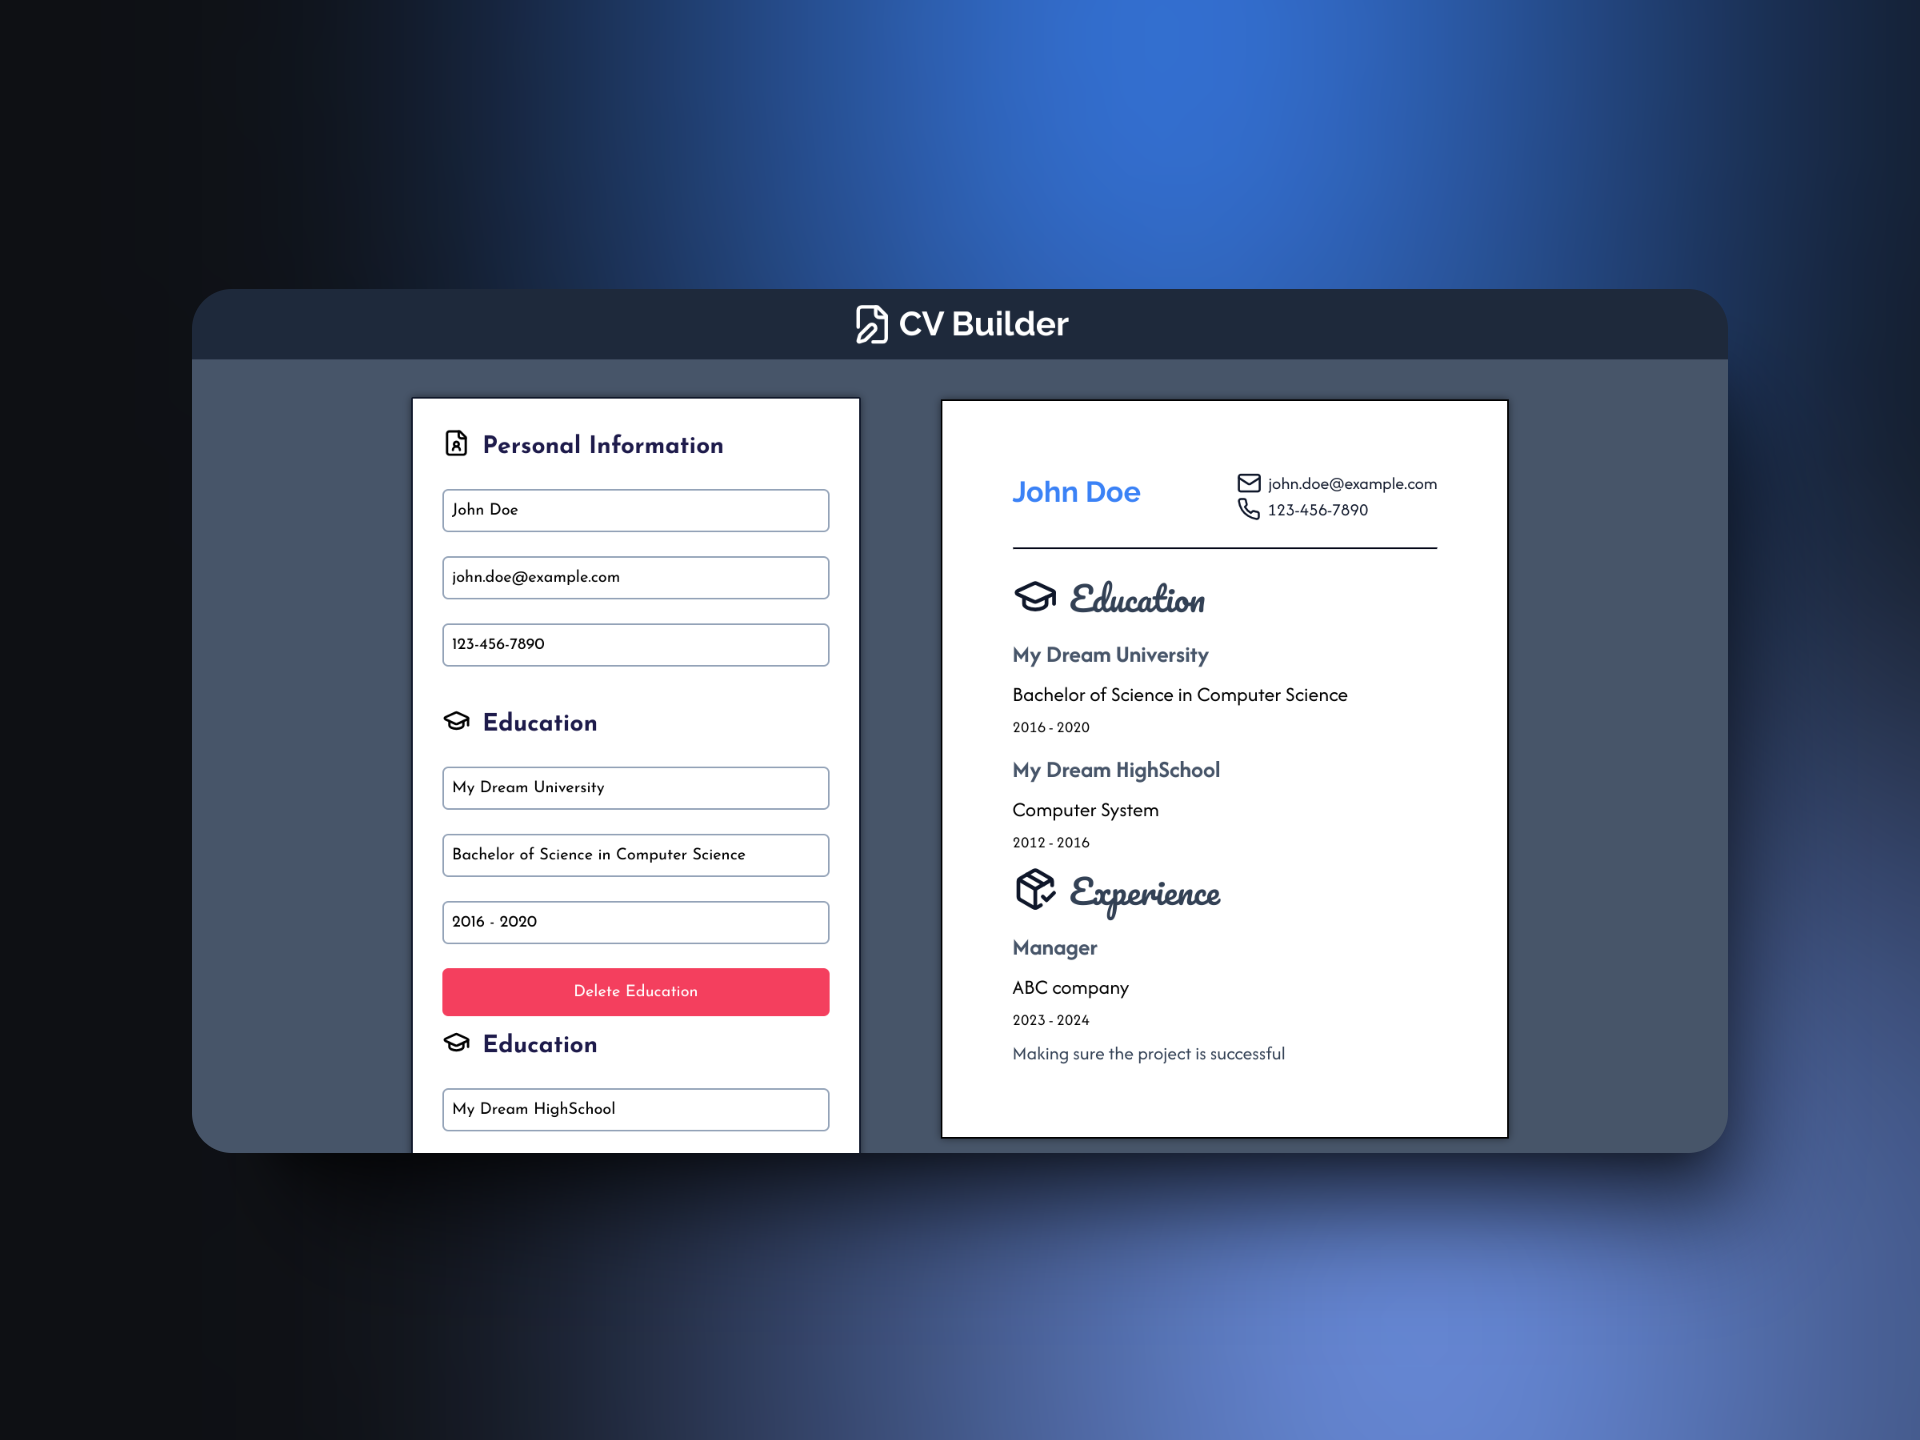 CV Builder
Personal Information
John Doe
john.doe@example.com
123-456-7890
Education
My Dream University
Bachelor of Science in Computer Science
2016 - 2020
Delete Education
Education
My Dream HighSchool
John Doe
john.doe@example.com
123-456-7890
Education
My Dream University
Bachelor of Science in Computer Science
2016 - 2020
My Dream HighSchool
Computer System
2012 - 2016
Experience
Manager
ABC company
2023 - 2024
Making sure the project is successful